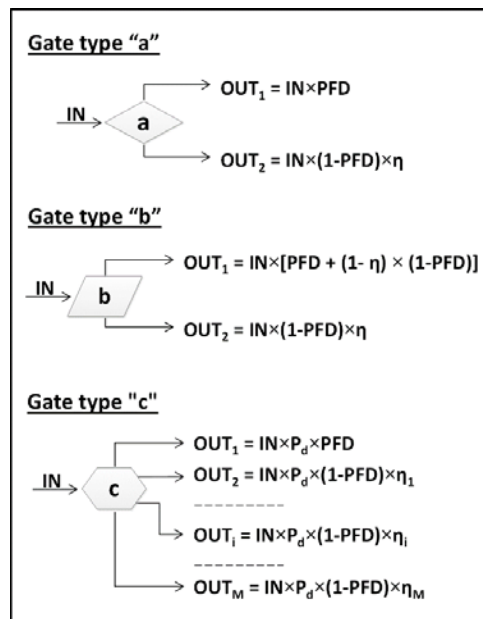 Gate type “a”
OUT₁ = IN×PFD
IN
a
OUT₂ = IN×(1-PFD)×η
Gate type “b”
OUT₁ = IN×[PFD + (1- η) × (1-PFD)]
IN
b
OUT₂ = IN×(1-PFD)×η
Gate type "c"
OUT₁ = IN×P_d×PFD
IN
c
OUT₂ = IN×P_d×(1-PFD)×η₁
OUTᵢ = IN×P_d×(1-PFD)×ηᵢ
OUT_M = IN×P_d×(1-PFD)×η_M